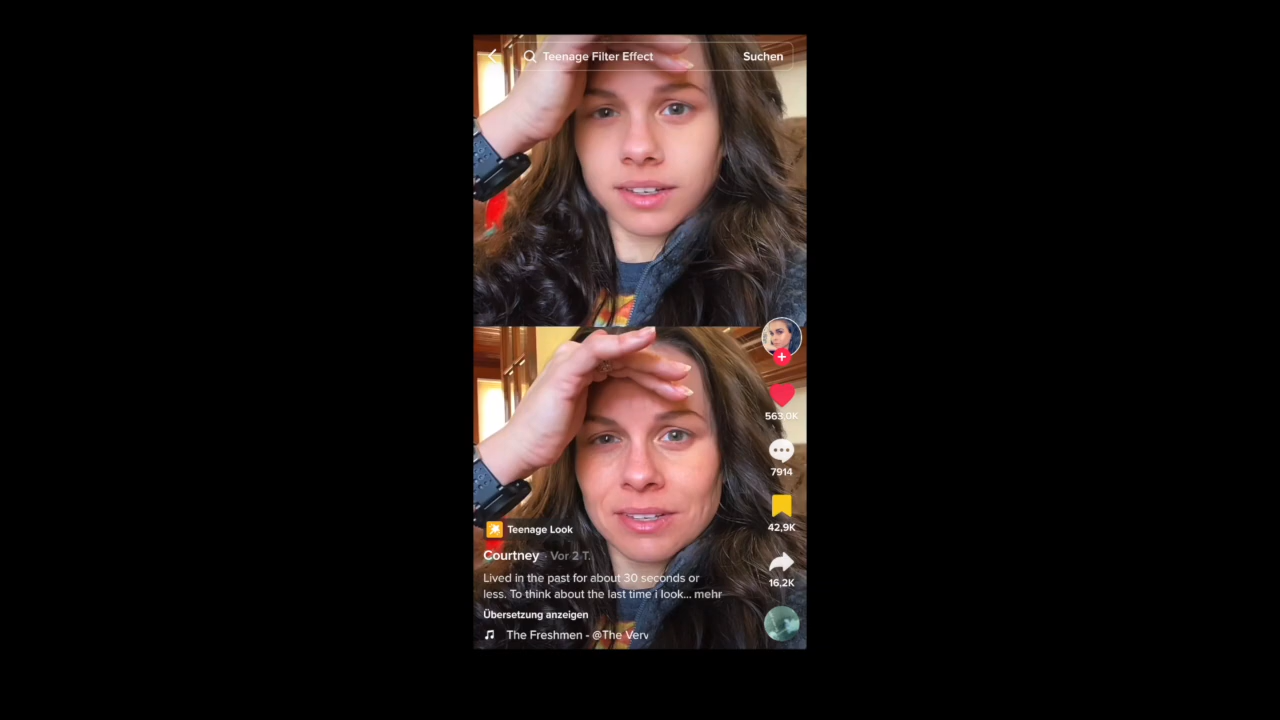 Teenage Filter Effect Suchen
563,0K
7914
42,9K
16,2K
Teenage Look
Courtney · Vor 2 T.
Lived in the past for about 30 seconds or
less. To think about the last time i look... mehr
Übersetzung anzeigen
The Freshmen - @The Verv